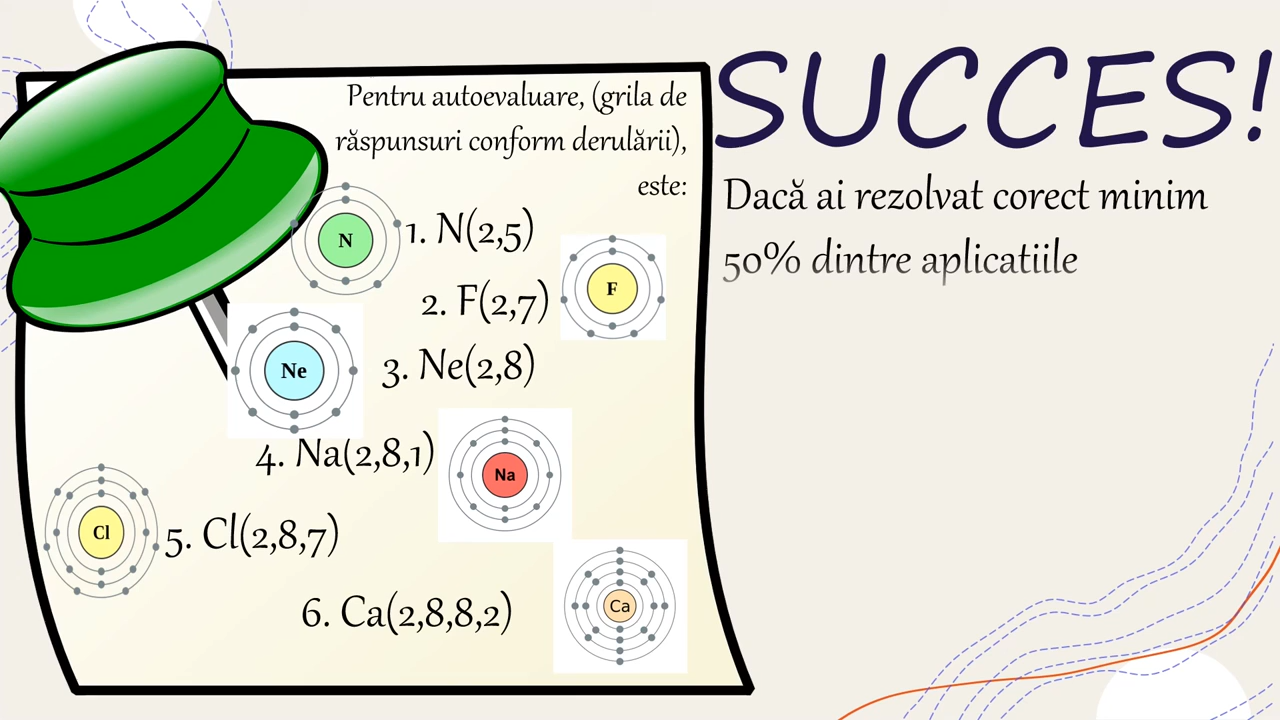 Pentru autoevaluare, (grila de
răspunsuri conform derulării),
este:
N
1. N(2,5)
2. F(2,7)
F
Ne
3. Ne(2,8)
4. Na(2,8,1)
Na
Cl
5. Cl(2,8,7)
6. Ca(2,8,8,2)
Ca
SUCCES!
Dacă ai rezolvat corect minim
50% dintre aplicatiile